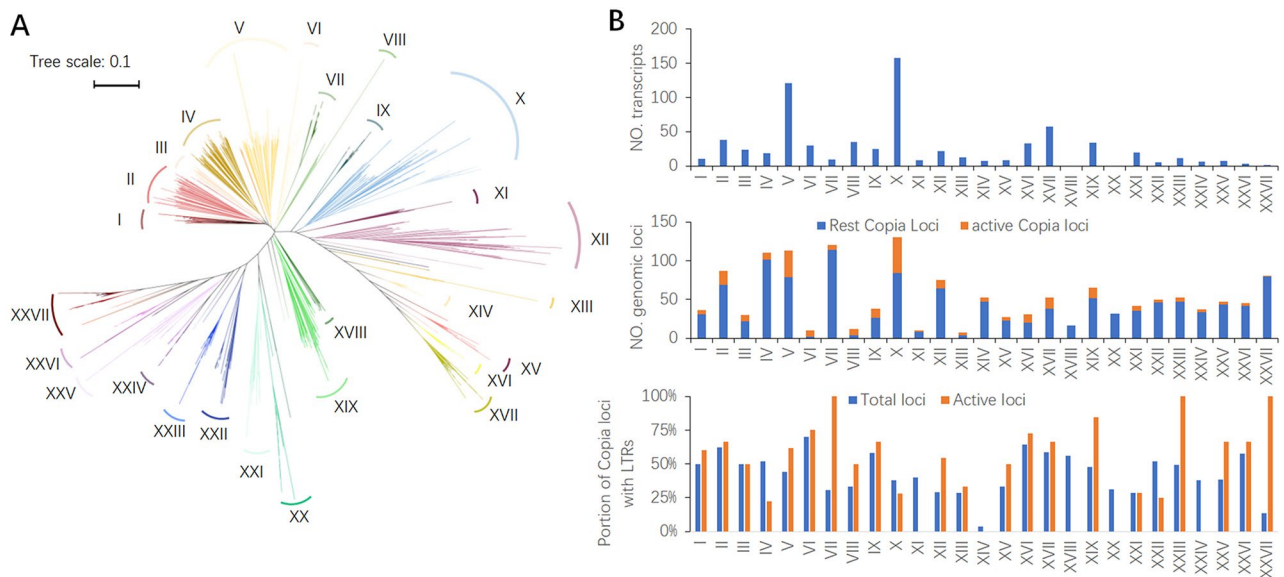 A
Tree scale: 0.1
V
VI
VIII
VII
X
IV
IX
III
II
XI
I
XII
XIII
XIV
XVIII
XXVII
XV
XXVI
XVI
XXV
XXIV
XVII
XIX
XXIII
XXII
XXI
XX
B
NO. transcripts
200
150
100
50
0
I II III IV V VI VII VIII IX X XI XII XIII XIV XV XVI XVII XVIII XIX XX XXI XXII XXIII XXIV XXV XXVI XXVII
NO. genomic loci
150
100
50
0
Rest Copia Loci active Copia loci
I II III IV V VI VII VIII IX X XI XII XIII XIV XV XVI XVII XVIII XIX XX XXI XXII XXIII XXIV XXV XXVI XXVII
Portion of Copia loci
with LTRs
100%
75%
50%
25%
0%
Total loci Active loci
I II III IV V VI VII VIII IX X XI XII XIII XIV XV XVI XVII XVIII XIX XX XXI XXII XXIII XXIV XXV XXVI XXVII